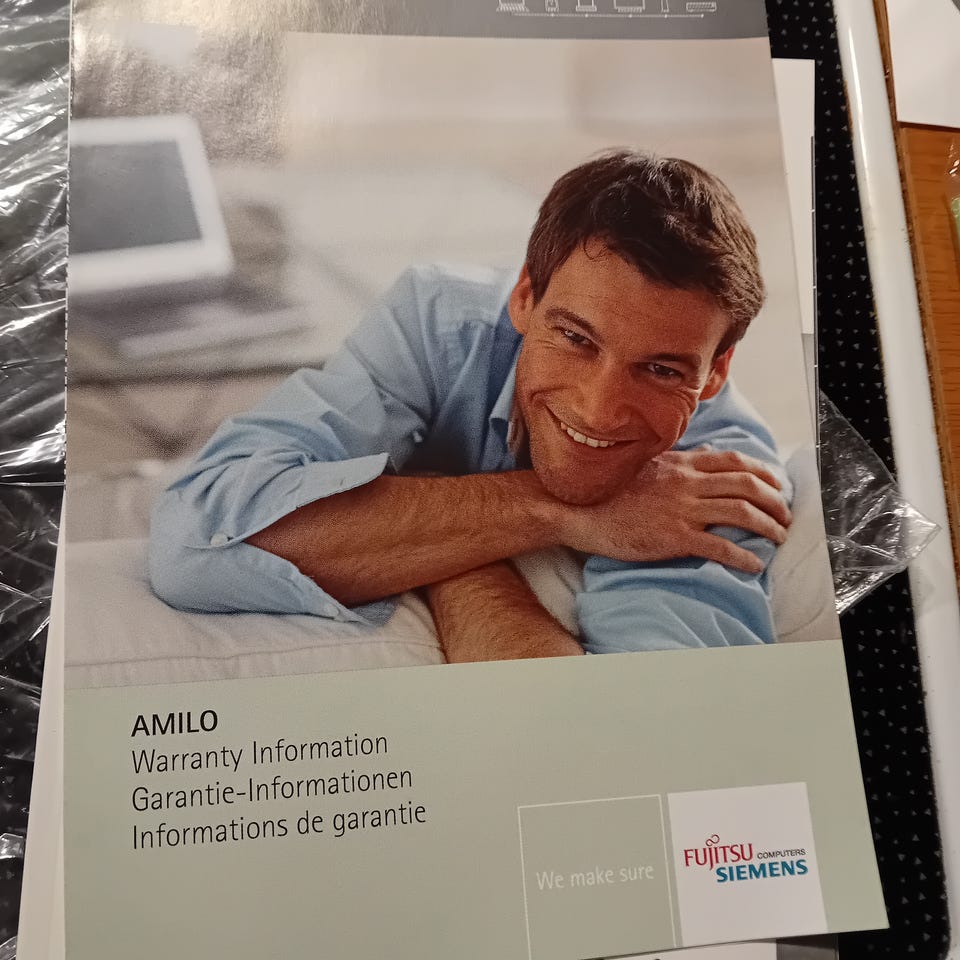 AMILO
Warranty Information
Garantie-Informationen
Informations de garantie
We make sure
FUJITSU COMPUTERS
SIEMENS